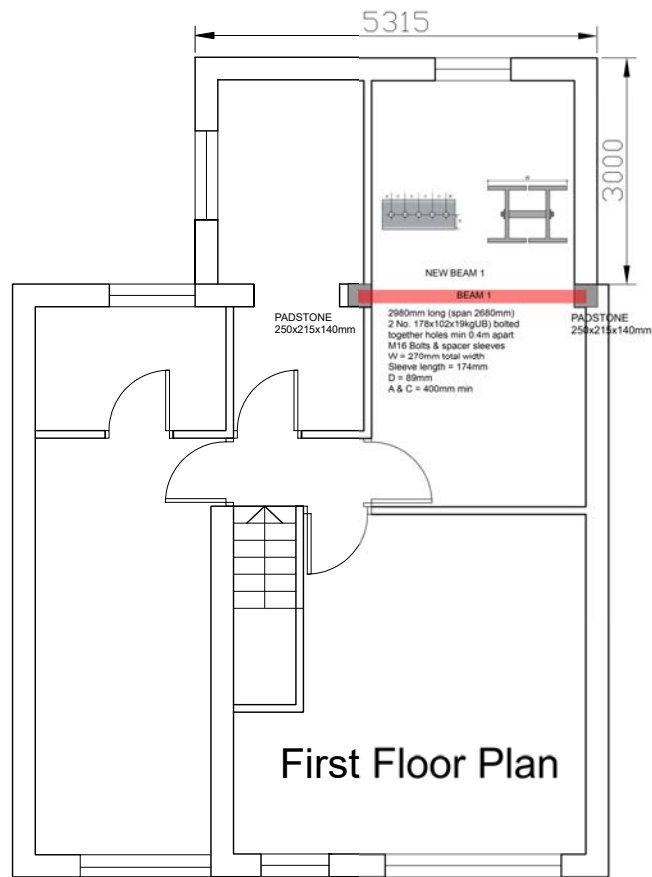 5315
3000
NEW BEAM 1
BEAM 1
PADSTONE
250x215x140mm
2980mm long (span 2680mm)
2 No. 178x102x19kgUB) bolted
together holes min 0.4m apart
M16 Bolts & spacer sleeves
W = 270mm total width
Sleeve length = 174mm
D = 89mm
A & C = 400mm min
PADSTONE
250x215x140mm
First Floor Plan